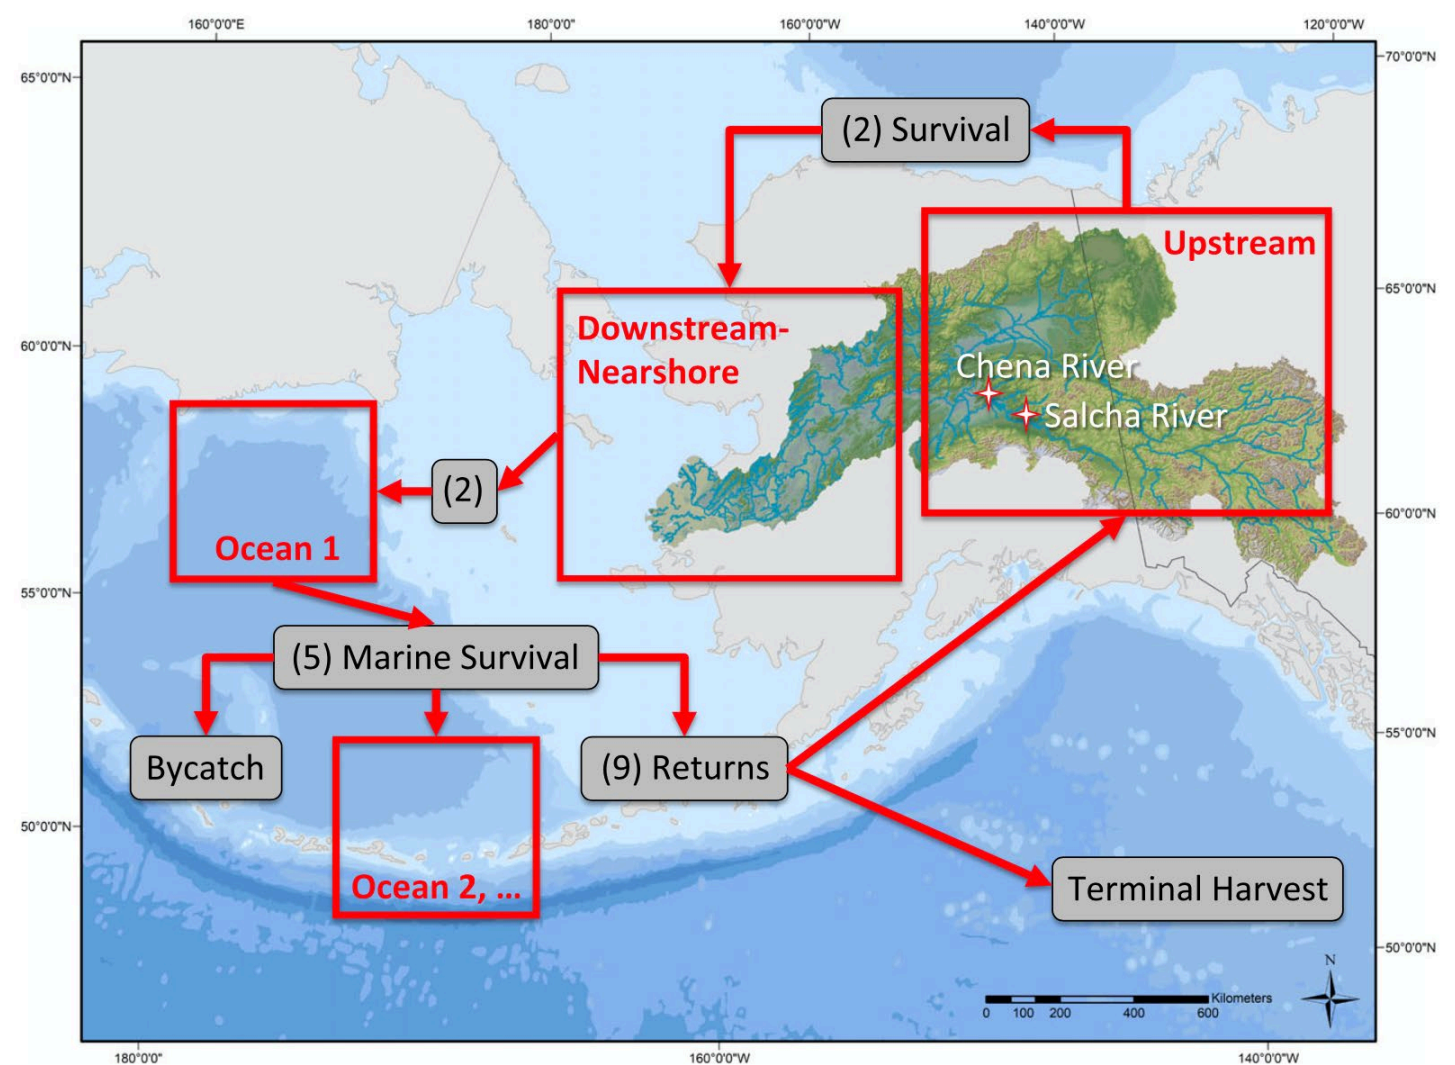 160°0'0"E
180°0'0"
160°0'0"W
140°0'0"W
120°0'0"W
65°0'0"N
70°0'0"N
(2) Survival
Upstream
65°0'0"N
Downstream-
Nearshore
60°0'0"N
Chena River
Salcha River
(2)
60°0'0"N
Ocean 1
55°0'0"N
(5) Marine Survival
55°0'0"N
Bycatch
(9) Returns
50°0'0"N
Ocean 2, ...
Terminal Harvest
50°0'0"N
N
Kilometers
0 100 200 400 600
180°0'0"
160°0'0"W
140°0'0"W